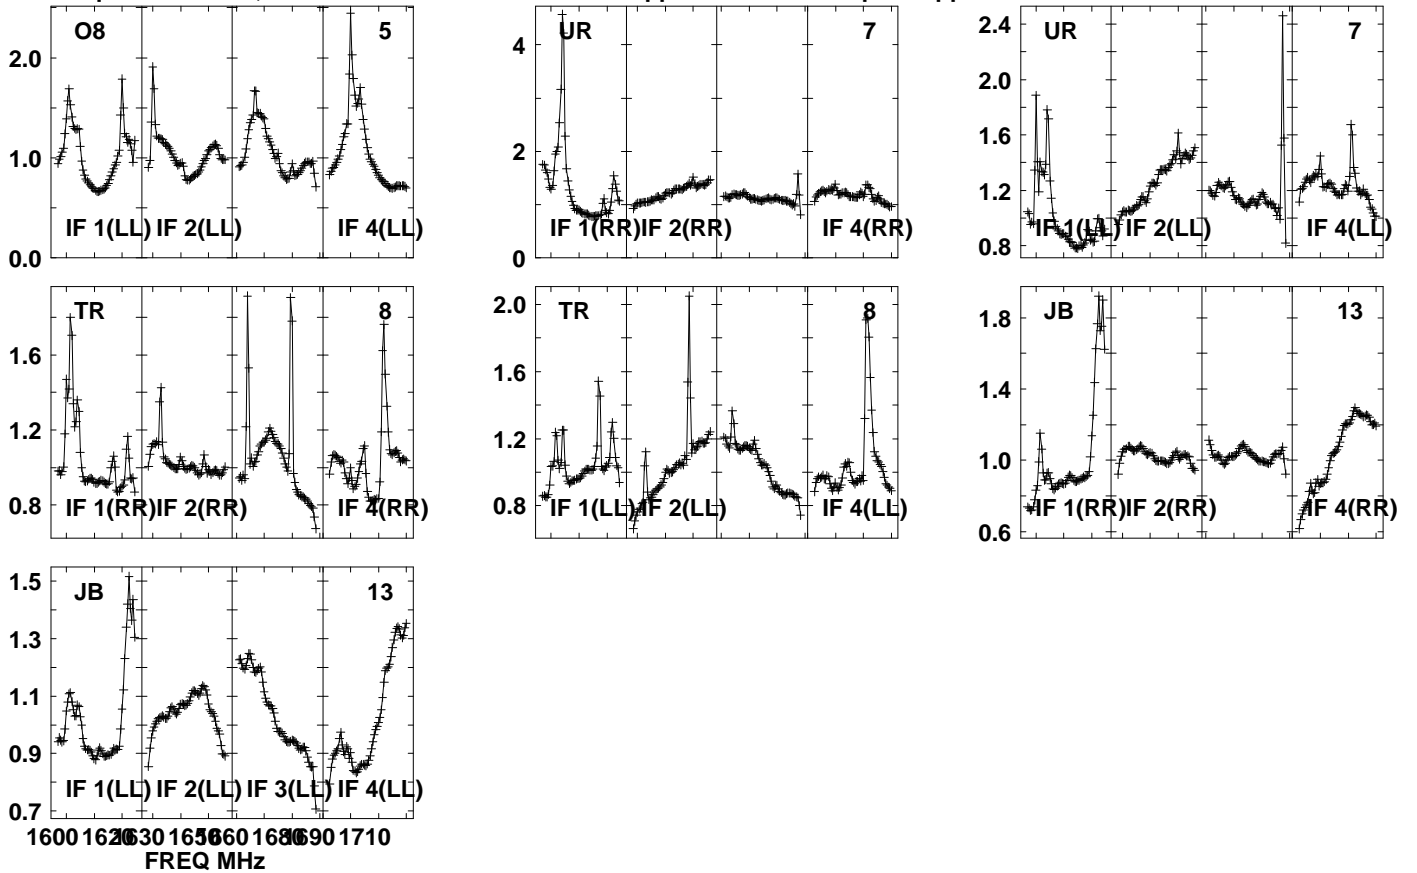 O8 5
2.0
1.0
0.0
IF 1(LL) IF 2(LL) IF 4(LL)
UR 7
4
2
0
IF 1(RR) IF 2(RR) IF 4(RR)
UR 7
2.4
2.0
1.6
1.2
0.8
IF 1(LL) IF 2(LL) IF 4(LL)
TR 8
1.6
1.2
0.8
IF 1(RR) IF 2(RR) IF 4(RR)
TR 8
2.0
1.6
1.2
0.8
IF 1(LL) IF 2(LL) IF 4(LL)
JB 13
1.8
1.4
1.0
0.6
IF 1(RR) IF 2(RR) IF 4(RR)
JB 13
1.5
1.3
1.1
0.9
0.7
IF 1(LL) IF 2(LL) IF 3(LL) IF 4(LL)
1600 1620 1630 1650 1660 1680 1690 1710
FREQ MHz